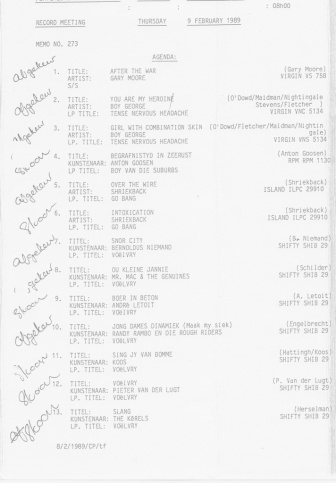 : : : 08h00
RECORD MEETING THURSDAY 9 FEBRUARY 1989
MEMO NO. 273
AGENDA:
Afgekeur 1. TITLE: AFTER THE WAR (Gary Moore)
ARTIST: GARY MOORE VIRGIN VS 758
S/S
Afgekeur 2. TITLE: YOU ARE MY HEROINE (O'Dowd/Maidman/Nightingale
ARTIST: BOY GEORGE Stevens/Fletcher )
LP TITLE: TENSE NERVOUS HEADACHE VIRGIN VNC 5134
Afgekeur 3. TITLE: GIRL WITH COMBINATION SKIN (O'Dowd/Fletcher/Maidman/Nightin
ARTIST: BOY GEORGE gale)
LP. TITLE: TENSE NERVOUS HEADACHE VIRGIN VNS 5134
Skoon 4. TITLE: BEGRAFNISTYD IN ZEERUST (Anton Goosen)
KUNSTENAAR: ANTON GOOSEN RPM RPM 1130
LP. TITEL: BOY VAN DIE SUBURBS
Afgekeur 5. TITLE: OVER THE WIRE (Shriekback)
ARTIST: SHRIEKBACK ISLAND ILPC 29910
LP TITLE: GO BANG
Skoon 6. TITLE: INTOXICATION (Shriekback)
ARTIST: SHRIEKBACK ISLAND ILPC 29910
LP. TITLE: GO BANG
Afgekeur 7. TITEL: SNOR CITY (B. Niemand)
KUNSTENAAR: BERNOLDUS NIEMAND SHIFTY SHIB 29
LP. TITEL: VOëLVRY
Afgekeur 8. TITEL: OU KLEINE JANNIE (Schilder)
KUNSTENAAR: MR. MAC & THE GENUINES SHIFTY SHIB 29
LP. TITEL: VOëLVRY
Skoon 9. TITEL: BOER IN BETON (A. Letoit)
KUNSTENAAR: ANDRé LETOIT SHIFTY SHIB 29
LP. TITEL: VOëLVRY
Afgekeur 10. TITEL: JONG DAMES DINAMIEK (Maak my siek) (Engelbrecht)
KUNSTENAAR: RANDY RAMBO EN DIE ROUGH RIDERS SHIFTY SHIB 29
LP. TITEL: VOëLVRY
Skoon 11. TITEL: SING JY VAN BOMME (Hattingh/Koos)
KUNSTENAAR: KOOS SHIFTY SHIB 29
LP. TITEL: VOëLVRY
Skoon 12. TITEL: VOëLVRY (P. Van der Lugt)
KUNSTENAAR: PIETER VAN DER LUGT SHIFTY SHIB 29
LP. TITEL: VOëLVRY
13. TITEL: SLANG (Herselman)
KUNSTENAAR: THE KêRELS SHIFTY SHIB 29
LP. TITEL: VOëLVRY
8/2/1989/CP/LF